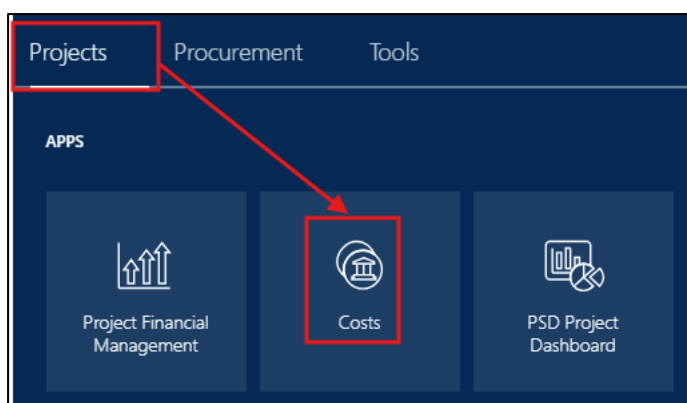 Projects Procurement Tools
APPS
Project Financial
Management
Costs
PSD Project
Dashboard